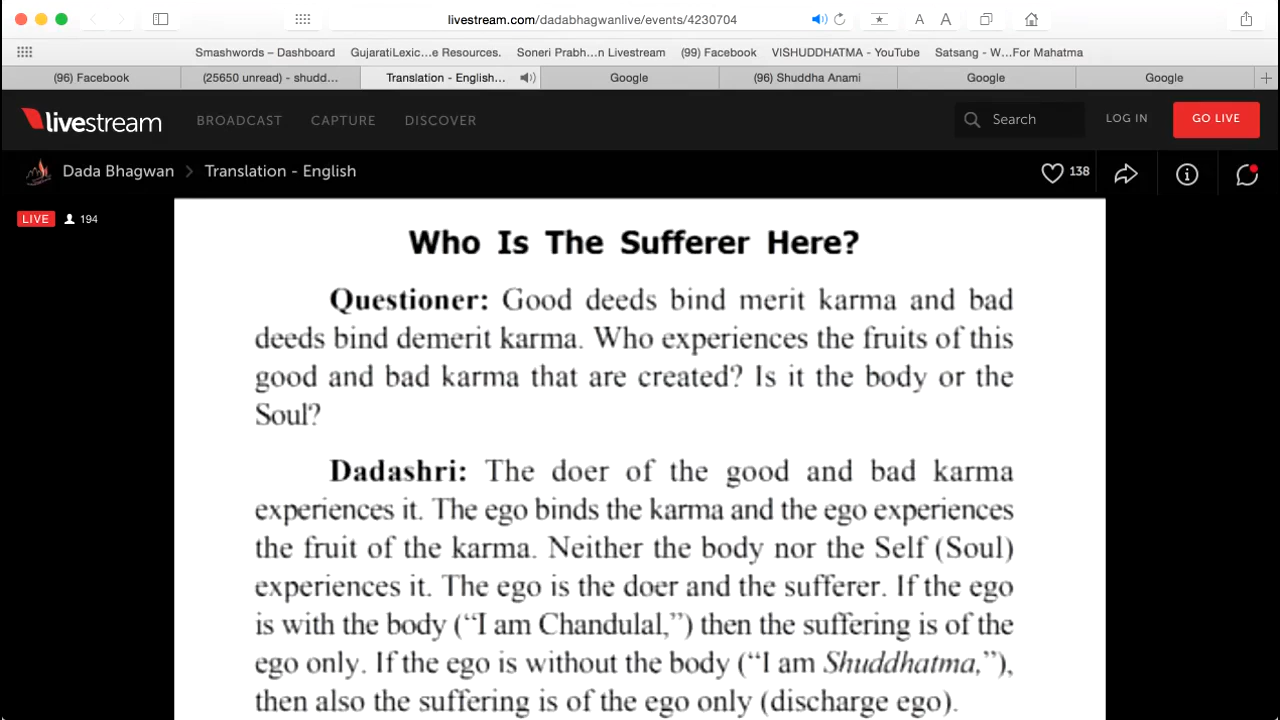 livestream.com/dadabhagwanlive/events/4230704
A A
Smashwords – Dashboard GujaratiLexic...e Resources. Soneri Prabh...n Livestream (99) Facebook VISHUDDHATMA - YouTube Satsang - W...For Mahatma
(96) Facebook (25650 unread) - shudd... Translation - English... Google (96) Shuddha Anami Google Google
livestream BROADCAST CAPTURE DISCOVER Search LOG IN GO LIVE
Dada Bhagwan Translation - English 138
LIVE 194
Who Is The Sufferer Here?
Questioner: Good deeds bind merit karma and bad
deeds bind demerit karma. Who experiences the fruits of this
good and bad karma that are created? Is it the body or the
Soul?
Dadashri: The doer of the good and bad karma
experiences it. The ego binds the karma and the ego experiences
the fruit of the karma. Neither the body nor the Self (Soul)
experiences it. The ego is the doer and the sufferer. If the ego
is with the body (“I am Chandulal,”) then the suffering is of the
ego only. If the ego is without the body (“I am Shuddhatma,”),
then also the suffering is of the ego only (discharge ego).